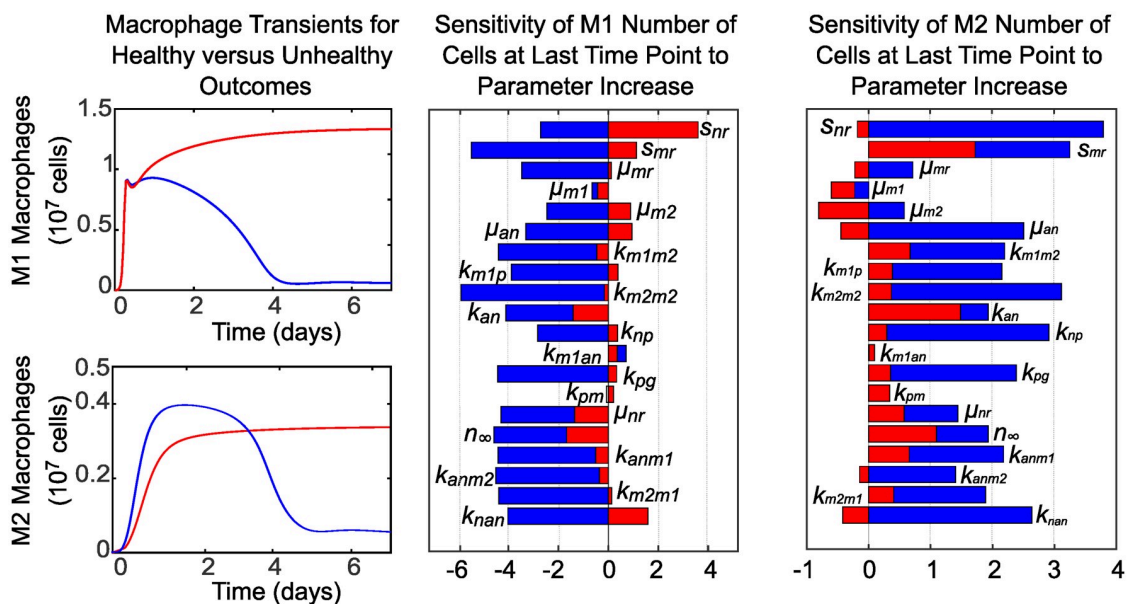 Macrophage Transients for
Healthy versus Unhealthy
Outcomes
M1 Macrophages
(10⁷ cells)
1.5
1
0.5
0
0
2
4
6
Time (days)
M2 Macrophages
(10⁷ cells)
0.5
0.4
0.2
0
0
2
4
6
Time (days)
Sensitivity of M1 Number of
Cells at Last Time Point to
Parameter Increase
s_nr
s_mr
μ_mr
μ_m1
μ_m2
μ_an
k_m1m2
k_m1p
k_m2m2
k_an
k_np
k_m1an
k_pg
k_pm
μ_nr
n_∞
k_anm1
k_anm2
k_m2m1
k_nan
-6
-4
-2
0
2
4
Sensitivity of M2 Number of
Cells at Last Time Point to
Parameter Increase
s_nr
s_mr
μ_mr
μ_m1
μ_m2
μ_an
k_m1m2
k_m1p
k_m2m2
k_an
k_np
k_m1an
k_pg
k_pm
μ_nr
n_∞
k_anm1
k_anm2
k_m2m1
k_nan
-1
0
1
2
3
4